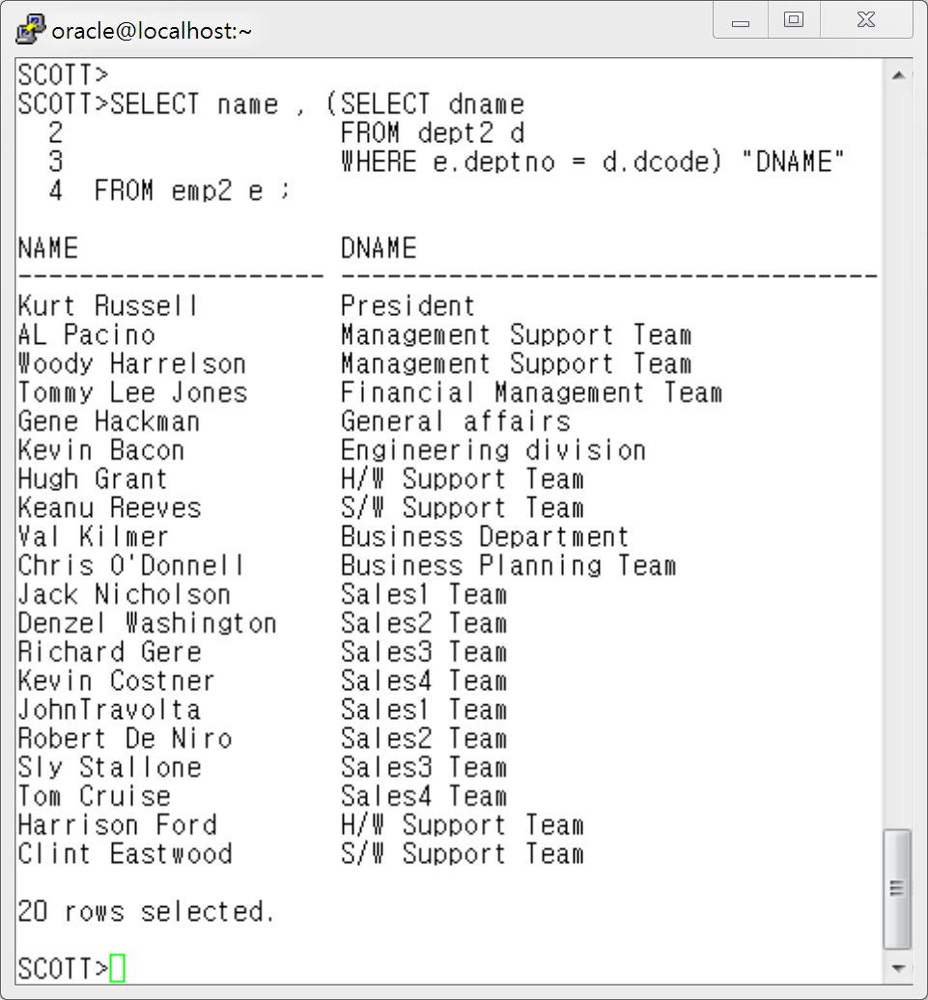 oracle@localhost:~
SCOTT>
SCOTT>SELECT name , (SELECT dname
  2                  FROM dept2 d
  3                  WHERE e.deptno = d.dcode) "DNAME"
  4  FROM emp2 e ;
NAME                 DNAME
-------------------- -----------------------------------
Kurt Russell         President
AL Pacino            Management Support Team
Woody Harrelson      Management Support Team
Tommy Lee Jones      Financial Management Team
Gene Hackman         General affairs
Kevin Bacon          Engineering division
Hugh Grant           H/W Support Team
Keanu Reeves         S/W Support Team
Val Kilmer           Business Department
Chris O'Donnell      Business Planning Team
Jack Nicholson       Sales1 Team
Denzel Washington    Sales2 Team
Richard Gere         Sales3 Team
Kevin Costner        Sales4 Team
JohnTravolta         Sales1 Team
Robert De Niro       Sales2 Team
Sly Stallone         Sales3 Team
Tom Cruise           Sales4 Team
Harrison Ford        H/W Support Team
Clint Eastwood       S/W Support Team
20 rows selected.
SCOTT>